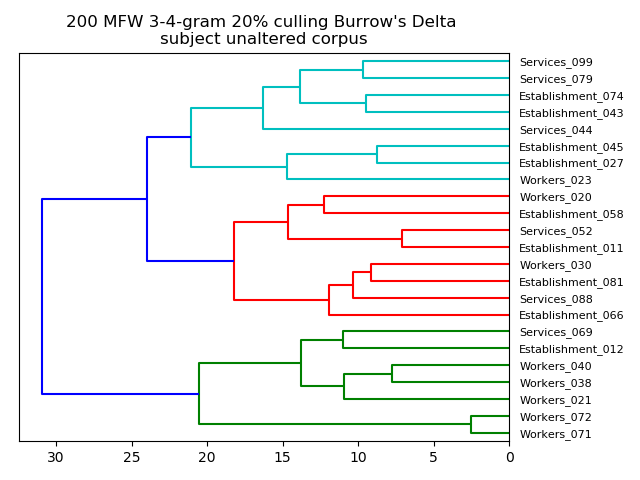 200 MFW 3-4-gram 20% culling Burrow's Delta
subject unaltered corpus
Services_099
Services_079
Establishment_074
Establishment_043
Services_044
Establishment_045
Establishment_027
Workers_023
Workers_020
Establishment_058
Services_052
Establishment_011
Workers_030
Establishment_081
Services_088
Establishment_066
Services_069
Establishment_012
Workers_040
Workers_038
Workers_021
Workers_072
Workers_071
30 25 20 15 10 5 0